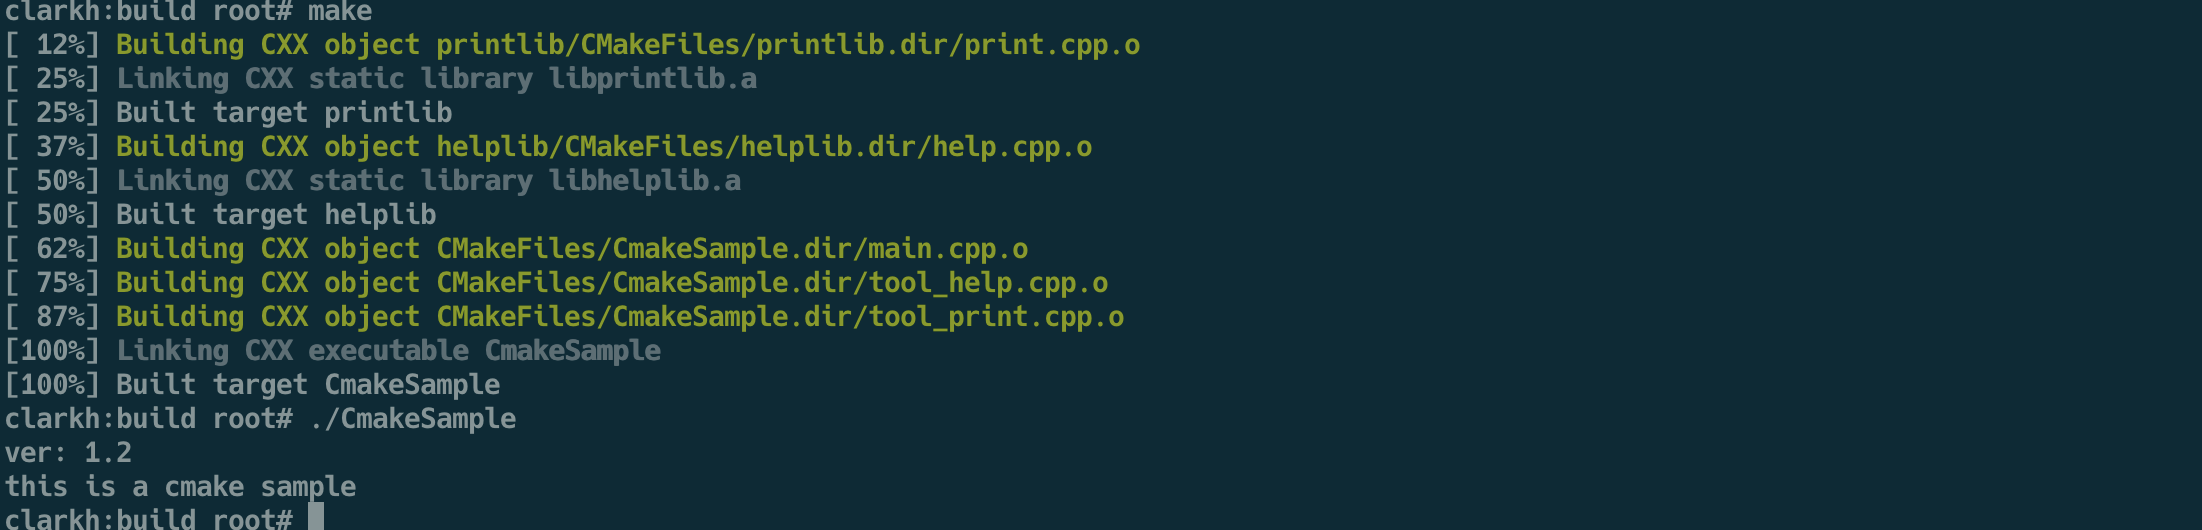 clarkh:build root# make
[ 12%] Building CXX object printlib/CMakeFiles/printlib.dir/print.cpp.o
[ 25%] Linking CXX static library libprintlib.a
[ 25%] Built target printlib
[ 37%] Building CXX object helplib/CMakeFiles/helplib.dir/help.cpp.o
[ 50%] Linking CXX static library libhelplib.a
[ 50%] Built target helplib
[ 62%] Building CXX object CMakeFiles/CmakeSample.dir/main.cpp.o
[ 75%] Building CXX object CMakeFiles/CmakeSample.dir/tool_help.cpp.o
[ 87%] Building CXX object CMakeFiles/CmakeSample.dir/tool_print.cpp.o
[100%] Linking CXX executable CmakeSample
[100%] Built target CmakeSample
clarkh:build root# ./CmakeSample
ver: 1.2
this is a cmake sample
clarkh:build root#